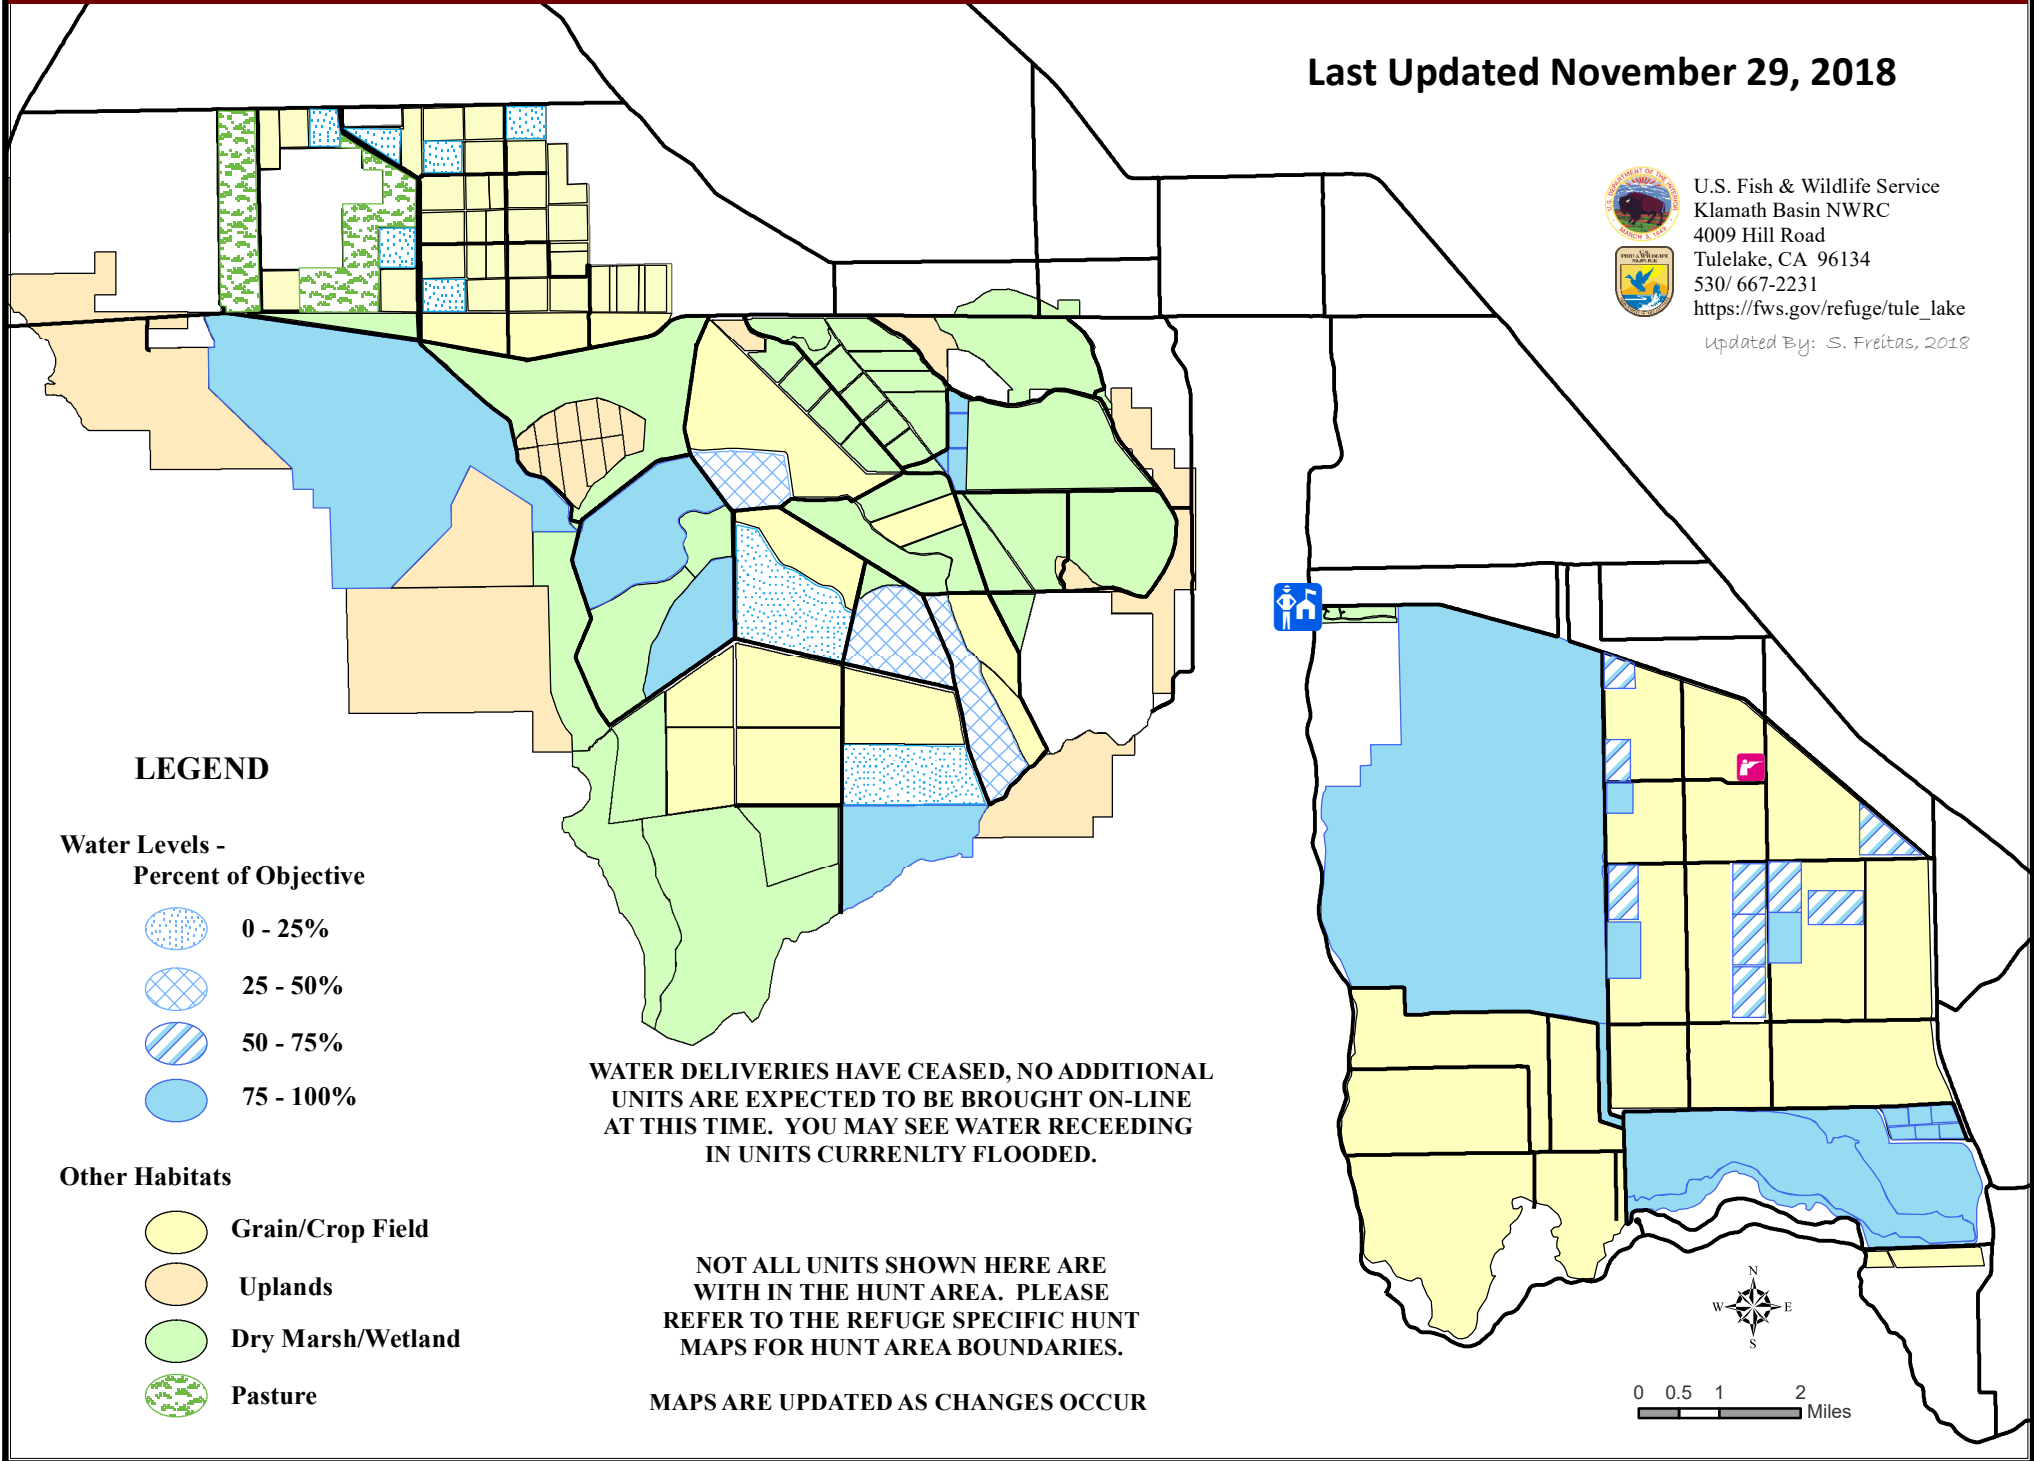 Last Updated November 29, 2018
U.S. Fish & Wildlife Service
Klamath Basin NWRC
4009 Hill Road
Tulelake, CA 96134
530/ 667-2231
https://fws.gov/refuge/tule_lake
Updated By: S. Freitas, 2018
LEGEND
Water Levels -
Percent of Objective
0 - 25%
25 - 50%
50 - 75%
75 - 100%
Other Habitats
Grain/Crop Field
Uplands
Dry Marsh/Wetland
Pasture
WATER DELIVERIES HAVE CEASED, NO ADDITIONAL
UNITS ARE EXPECTED TO BE BROUGHT ON-LINE
AT THIS TIME. YOU MAY SEE WATER RECEEDING
IN UNITS CURRENLTY FLOODED.
NOT ALL UNITS SHOWN HERE ARE
WITH IN THE HUNT AREA. PLEASE
REFER TO THE REFUGE SPECIFIC HUNT
MAPS FOR HUNT AREA BOUNDARIES.
MAPS ARE UPDATED AS CHANGES OCCUR
N
W E
S
0 0.5 1 2
Miles